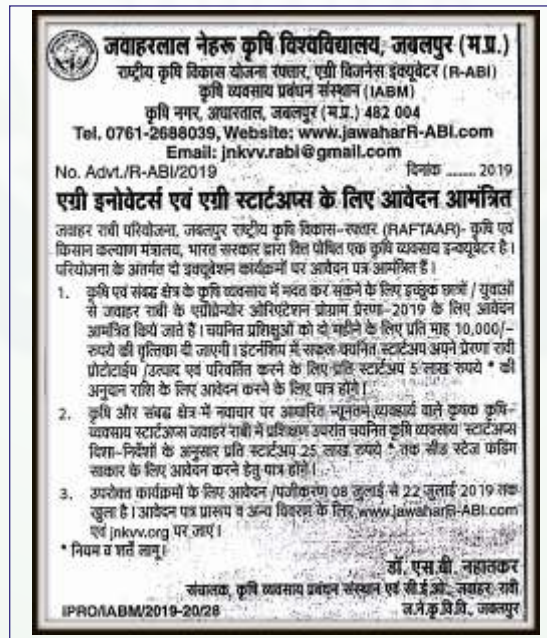 जवाहरलाल नेहरू कृषि विश्वविद्यालय, जबलपुर (म.प्र.)
राष्ट्रीय कृषि विकास योजना रफ्तार, एग्री बिजनेस इंक्यूबेटर (R-ABI)
कृषि व्यवसाय प्रबंधन संस्थान (IABM)
कृषि नगर, अधारताल, जबलपुर (म.प्र.) 482 004
Tel. 0761-2688039, Website: www.jawaharR-ABI.com
Email: jnkvv.rabi@gmail.com
No. Advt./R-ABI/2019 दिनांक ........ 2019
एग्री इनोवेटर्स एवं एग्री स्टार्टअप्स के लिए आवेदन आमंत्रित
जवाहर राबी परियोजना, जबलपुर राष्ट्रीय कृषि विकास-रफ्तार (RAFTAAR)- कृषि एवं
किसान कल्याण मंत्रालय, भारत सरकार द्वारा वित्त पोषित एक कृषि व्यवसाय इन्क्यूबेटर है।
परियोजना के अंतर्गत दो इंक्यूबेशन कार्यक्रमों पर आवेदन पत्र आमंत्रित हैं।
1. कृषि एवं संबद्ध क्षेत्र के कृषि व्यवसाय में मदत कर सकने के लिए इच्छुक छात्रों / युवाओं
से जवाहर राबी के एग्रीप्रेन्योर ओरिएंटेशन प्रोग्राम प्रेरणा-2019 के लिए आवेदन
आमंत्रित किये जाते है। चयनित प्रशिक्षुओं को दो महीने के लिए प्रति माह 10,000/-
रुपये की वृत्तिका दी जाएगी। इंटर्नशिप में सफल चयनित स्टार्टअप अपने प्रेरणा रावी
प्रोटोटाईप /उत्पाद एवं परिवर्तित करने के लिए प्रति स्टार्टअप 5 लाख रुपये * की
अनुदान राशि के लिए आवेदन करने के लिए पात्र होंगे।
2. कृषि और संबद्ध क्षेत्र में नवाचार पर आधारित न्यूनतम व्यवहार्य वाले कृषक कृषि-
व्यवसाय स्टार्टअप्स जवाहर राबी में प्रशिक्षण उपरांत चयनित कृषि व्यवसाय स्टार्टअप्स
दिशा-निर्देशों के अनुसार प्रति स्टार्टअप 25 लाख रुपये * तक सीड स्टेज फंडिंग
साकार के लिए आवेदन करने हेतु पात्र होंगे।
3. उपरोक्त कार्यक्रमों के लिए आवेदन /पंजीकरण 08 जुलाई से 22 जुलाई 2019 तक
खुला है। आवेदन पत्र प्रारूप व अन्य विवरण के लिए www.jawaharR-ABI.com
एवं jnkvv.org पर जाएं।
* नियम व शर्तें लागू।
डॉ. एस.बी. नहातकर
संचालक, कृषि व्यवसाय प्रबंधन संस्थान एवं सी.ई.ओ., जवाहर, रावी
IPRO/IABM/2019-20/28 ज.ने.कृ.वि.वि., जबलपुर